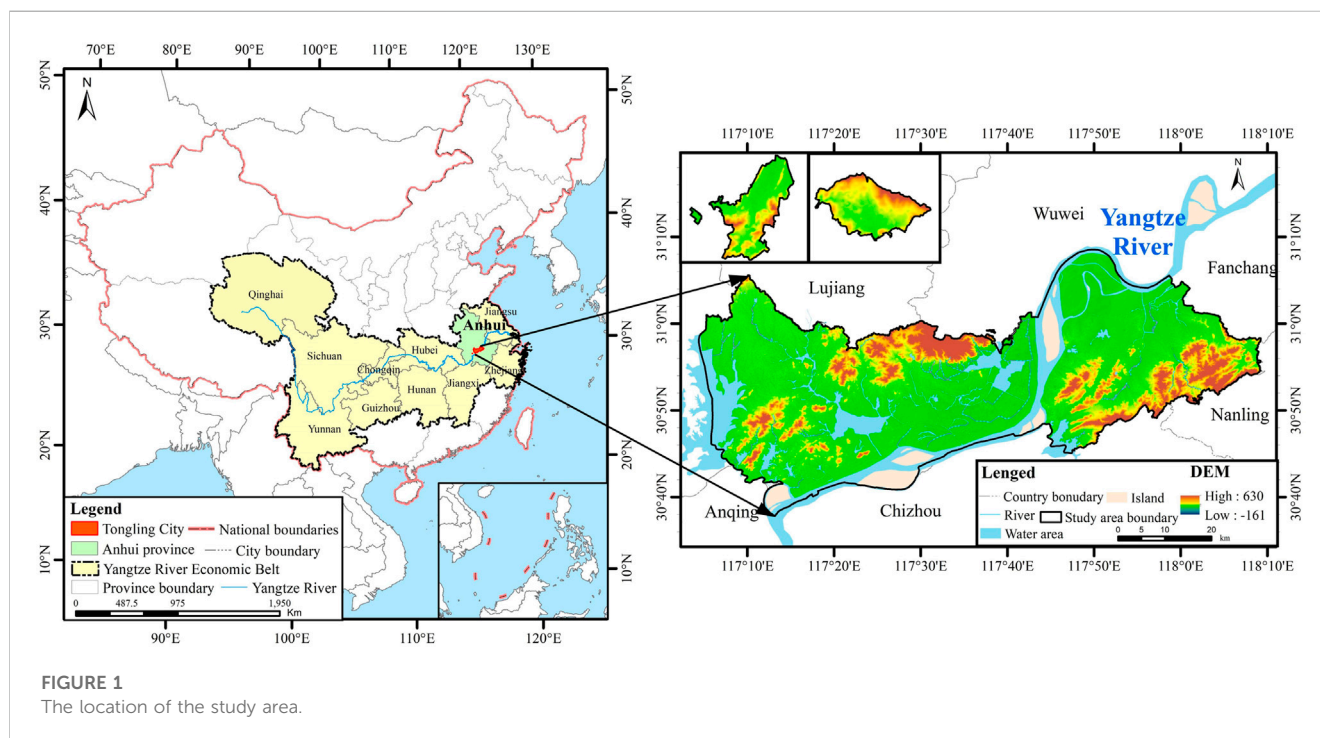 70°E 80°E 90°E 100°E 110°E 120°E 130°E
50°N
40°N
30°N
20°N
10°N
50°N
40°N
30°N
20°N
10°N
N
Qinghai
Sichuan
Chongqin
Hubei
Anhui
Jiangsu
Zhejiang
Hunan
Jiangxi
Guizhou
Yunnan
Legend
Tongling City
National boundaries
Anhui province
City boundary
Yangtze River Economic Belt
Province boundary
Yangtze River
0 487.5 975 1,950
Km
90°E 100°E 110°E 120°E
117°10'E 117°20'E 117°30'E 117°40'E 117°50'E 118°0'E 118°10'E
N
Wuwei
Yangtze
River
Fanchang
Lujiang
Nanling
Anqing
Chizhou
31°10'N
31°0'N
30°50'N
30°40'N
31°10'N
31°0'N
30°50'N
30°40'N
Lenged
Country bonudary
Island
River
Study area boundary
Water area
DEM
High : 630
Low : -161
0 5 10 20
km
117°10'E 117°20'E 117°30'E 117°40'E 117°50'E 118°0'E 118°10'E
FIGURE 1
The location of the study area.